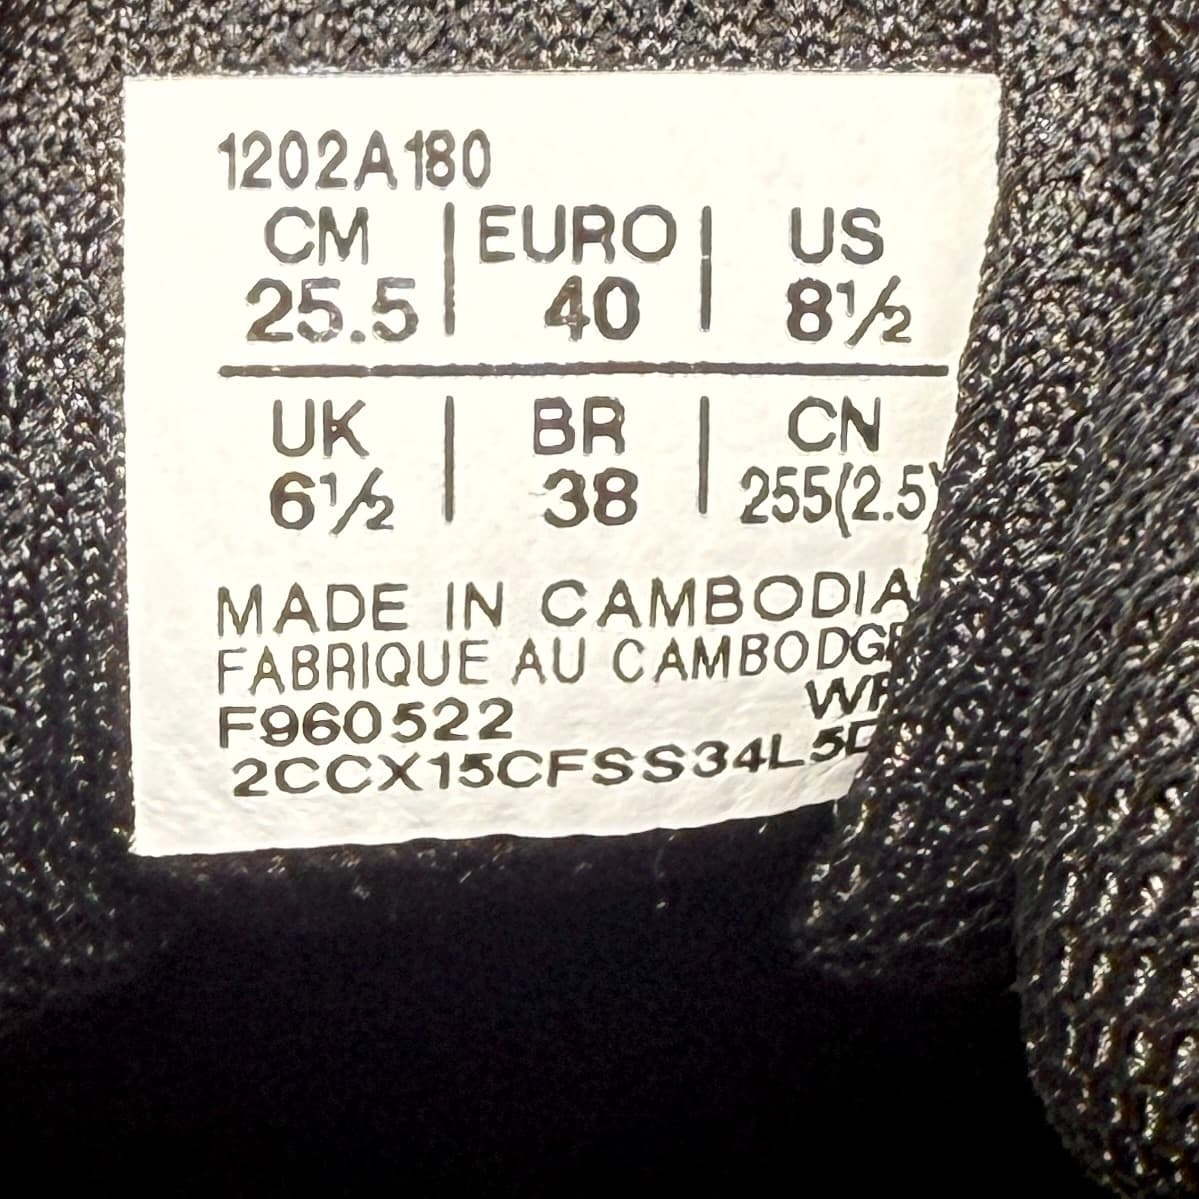 1202A180
CM EURO US
25.5 40 8½
UK BR CN
6½ 38 255(2.5)
MADE IN CAMBODIA
FABRIQUE AU CAMBODGE
F960522